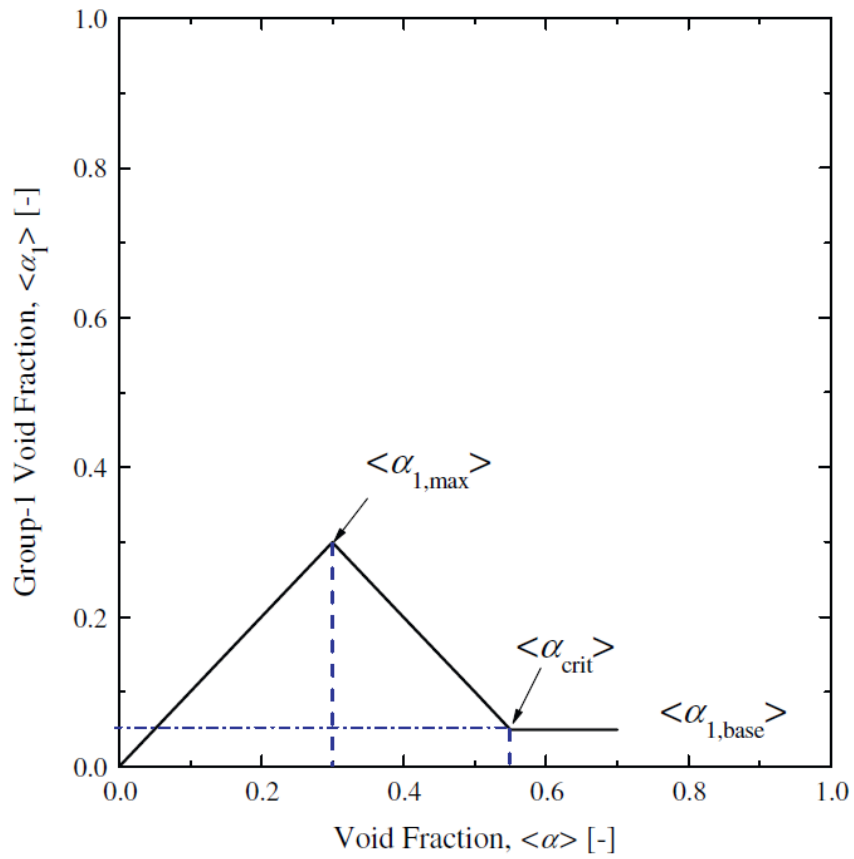 1.0
0.8
0.6
0.4
0.2
0.0
Group-1 Void Fraction, <α₁> [-]
<α₁,max>
<αcrit>
<α₁,base>
0.0 0.2 0.4 0.6 0.8 1.0
Void Fraction, <α> [-]